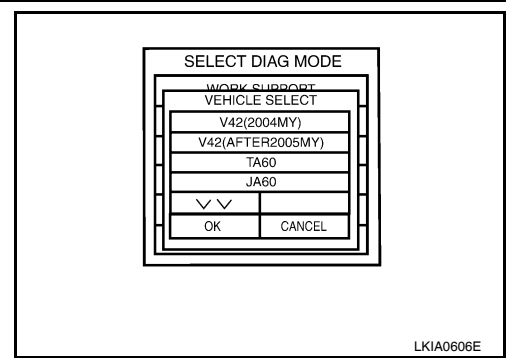 SELECT DIAG MODE
WORK SUPPORT
VEHICLE SELECT
V42(2004MY)
V42(AFTER2005MY)
TA60
JA60
OK CANCEL
LKIA0606E